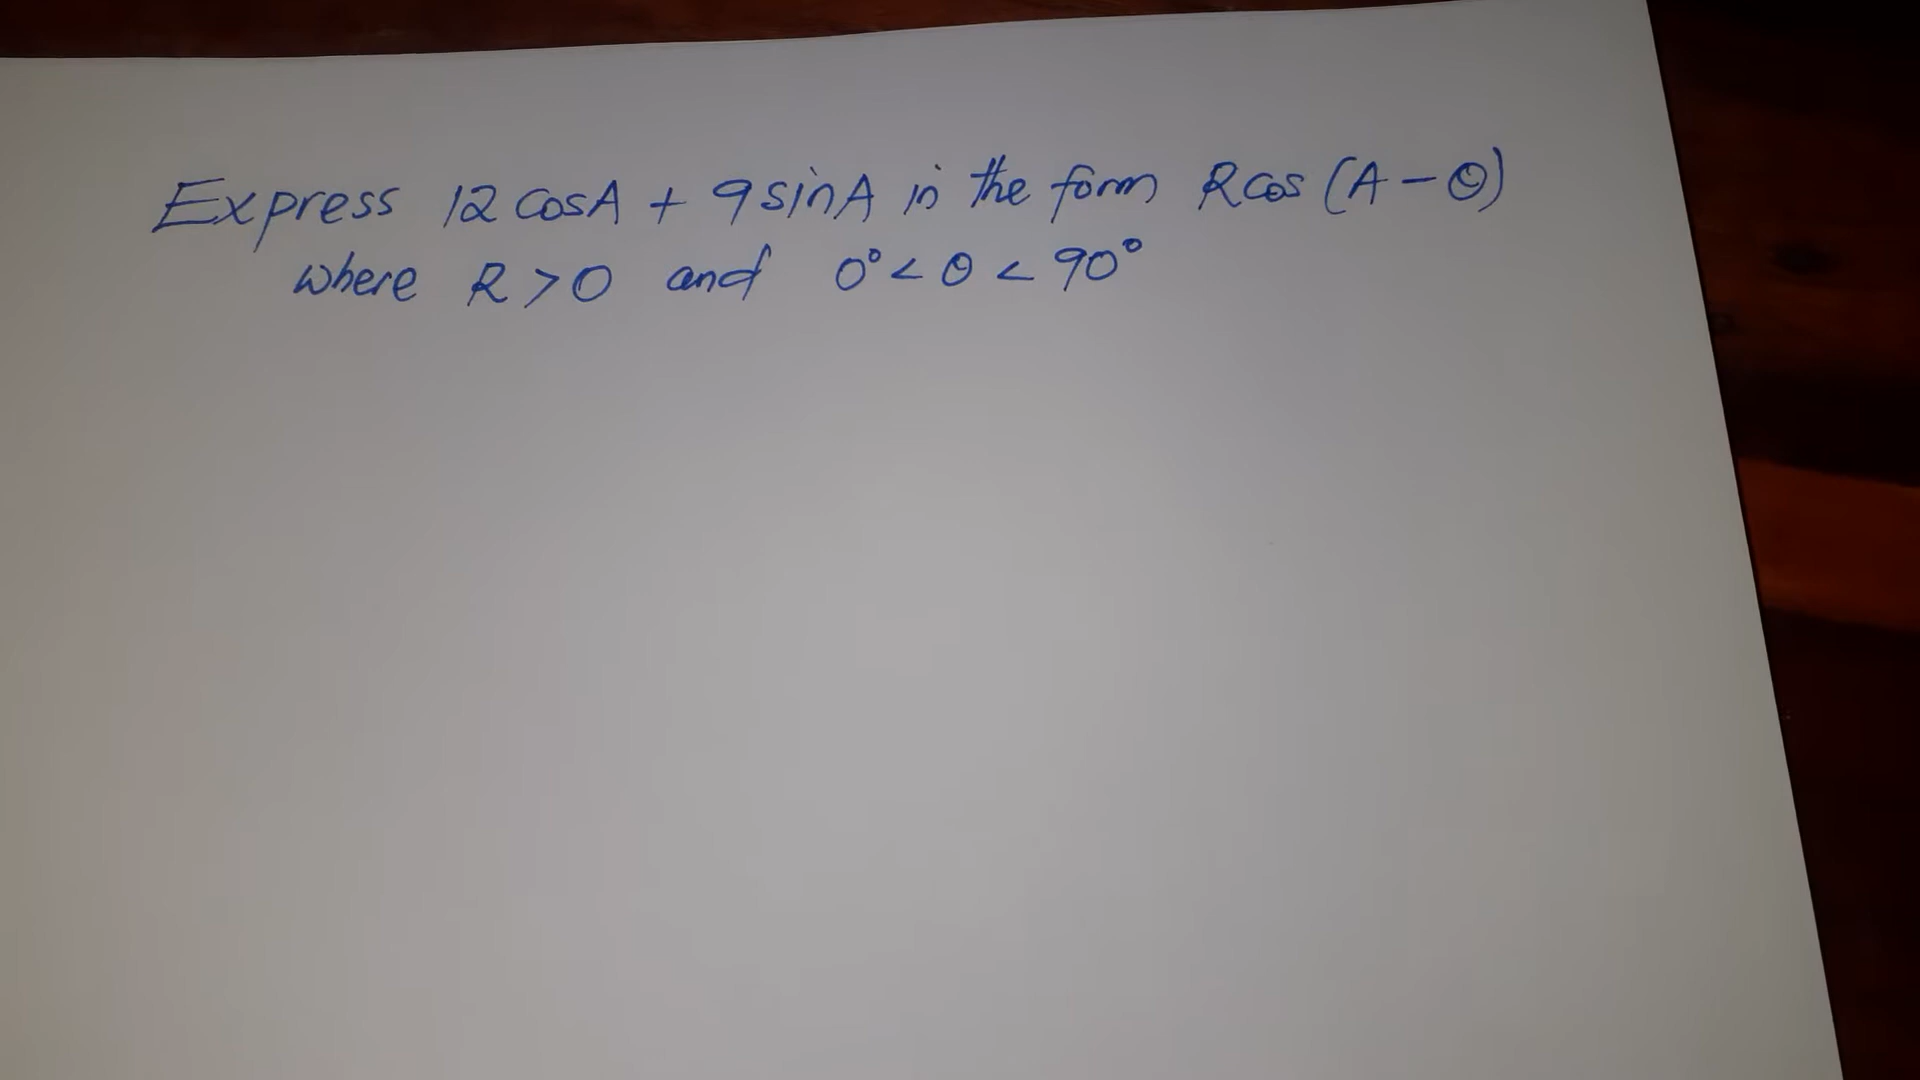 Express 12 cosA + 9 sinA in the form Rcos (A - θ)
where R > 0 and 0° < θ < 90°